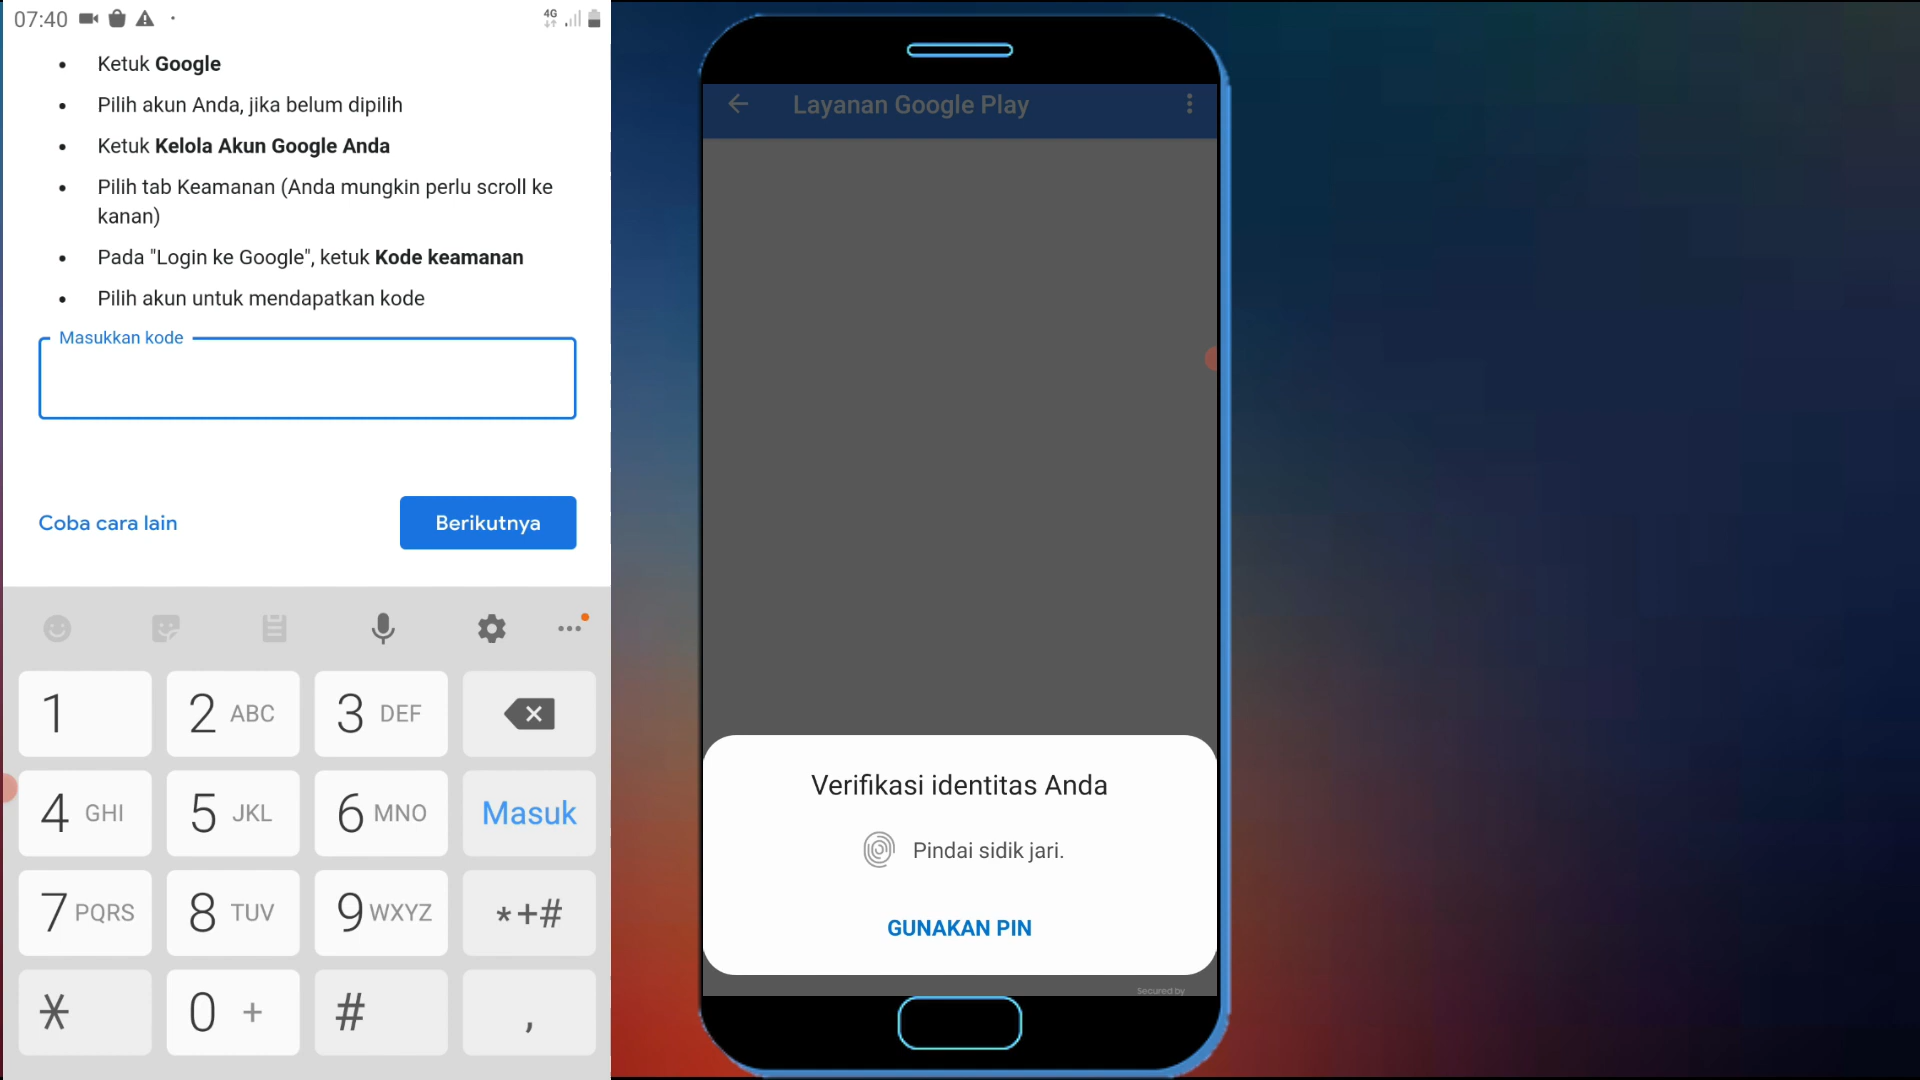 07:40
4G
Ketuk Google
Pilih akun Anda, jika belum dipilih
Ketuk Kelola Akun Google Anda
Pilih tab Keamanan (Anda mungkin perlu scroll ke
kanan)
Pada "Login ke Google", ketuk Kode keamanan
Pilih akun untuk mendapatkan kode
Masukkan kode
Coba cara lain
Berikutnya
1
2 ABC
3 DEF
4 GHI
5 JKL
6 MNO
Masuk
7 PQRS
8 TUV
9 WXYZ
*+#
*
0 +
#
,
Layanan Google Play
Verifikasi identitas Anda
Pindai sidik jari.
GUNAKAN PIN
Secured by